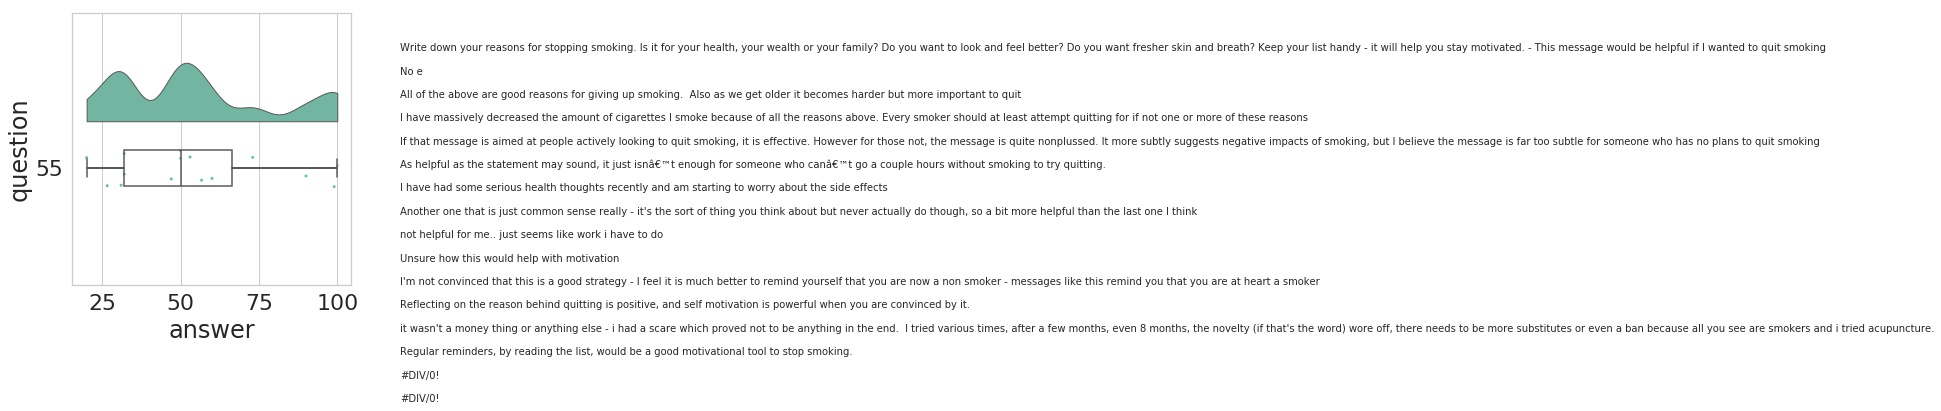 Write down your reasons for stopping smoking. Is it for your health, your wealth or your family? Do you want to look and feel better? Do you want fresher skin and breath? Keep your list handy - it will help you stay motivated. - This message would be helpful if I wanted to quit smoking
No e
All of the above are good reasons for giving up smoking.  Also as we get older it becomes harder but more important to quit
I have massively decreased the amount of cigarettes I smoke because of all the reasons above. Every smoker should at least attempt quitting for if not one or more of these reasons
If that message is aimed at people actively looking to quit smoking, it is effective. However for those not, the message is quite nonplussed. It more subtly suggests negative impacts of smoking, but I believe the message is far too subtle for someone who has no plans to quit smoking
As helpful as the statement may sound, it just isnâ€™t enough for someone who canâ€™t go a couple hours without smoking to try quitting.
I have had some serious health thoughts recently and am starting to worry about the side effects
Another one that is just common sense really - it's the sort of thing you think about but never actually do though, so a bit more helpful than the last one I think
not helpful for me.. just seems like work i have to do
Unsure how this would help with motivation
I'm not convinced that this is a good strategy - I feel it is much better to remind yourself that you are now a non smoker - messages like this remind you that you are at heart a smoker
Reflecting on the reason behind quitting is positive, and self motivation is powerful when you are convinced by it.
it wasn't a money thing or anything else - i had a scare which proved not to be anything in the end.  I tried various times, after a few months, even 8 months, the novelty (if that's the word) wore off, there needs to be more substitutes or even a ban because all you see are smokers and i tried acupuncture.
Regular reminders, by reading the list, would be a good motivational tool to stop smoking.
#DIV/0!
#DIV/0!
question
55
25 50 75 100
answer